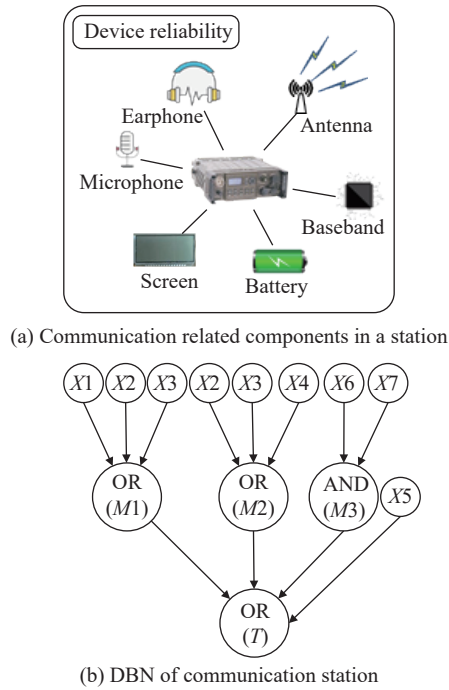 Device reliability
Earphone
Antenna
Microphone
Baseband
Screen
Battery
(a) Communication related components in a station
X1 X2 X3 X2 X3 X4 X6 X7
OR
(M1)
OR
(M2)
AND
(M3)
X5
OR
(T)
(b) DBN of communication station